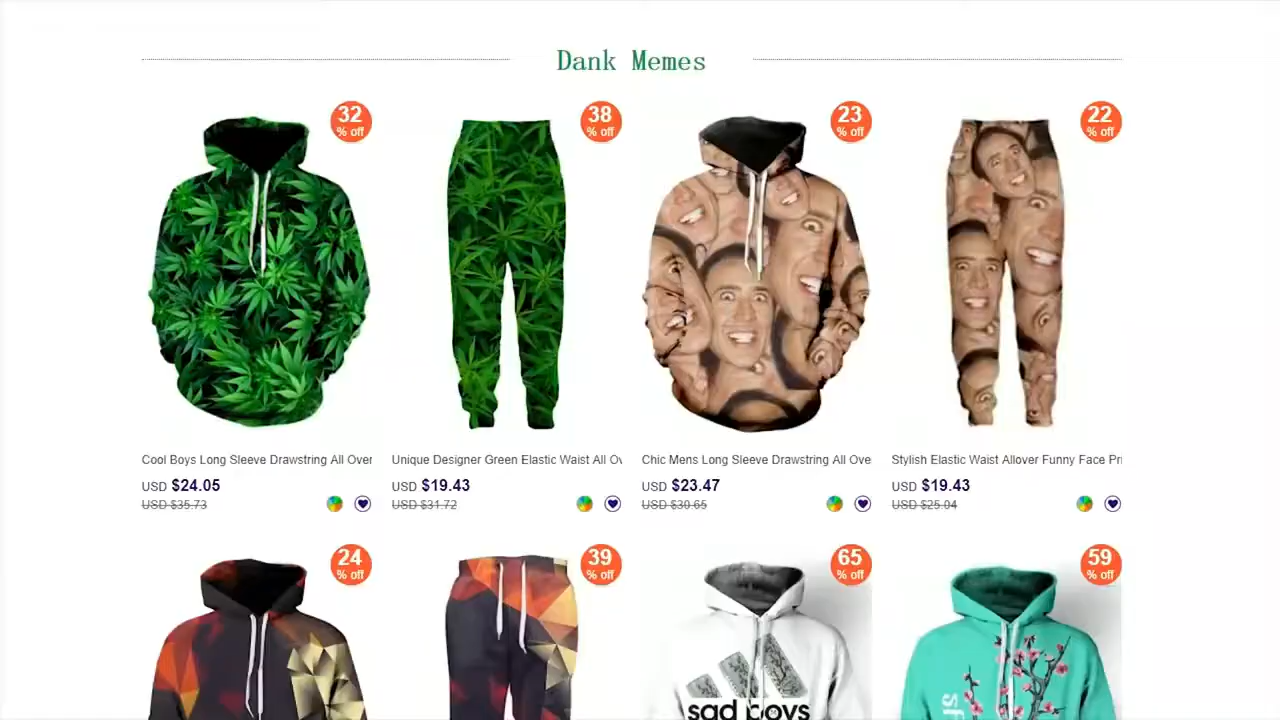 Dank Memes
32 % off
38 % off
23 % off
22 % off
Cool Boys Long Sleeve Drawstring All Over
Unique Designer Green Elastic Waist All Ov
Chic Mens Long Sleeve Drawstring All Ove
Stylish Elastic Waist Allover Funny Face Pri
USD $24.05
USD $19.43
USD $23.47
USD $19.43
USD $35.73
USD $31.72
USD $30.65
USD $25.04
24 % off
39 % off
65 % off
59 % off
sad boys